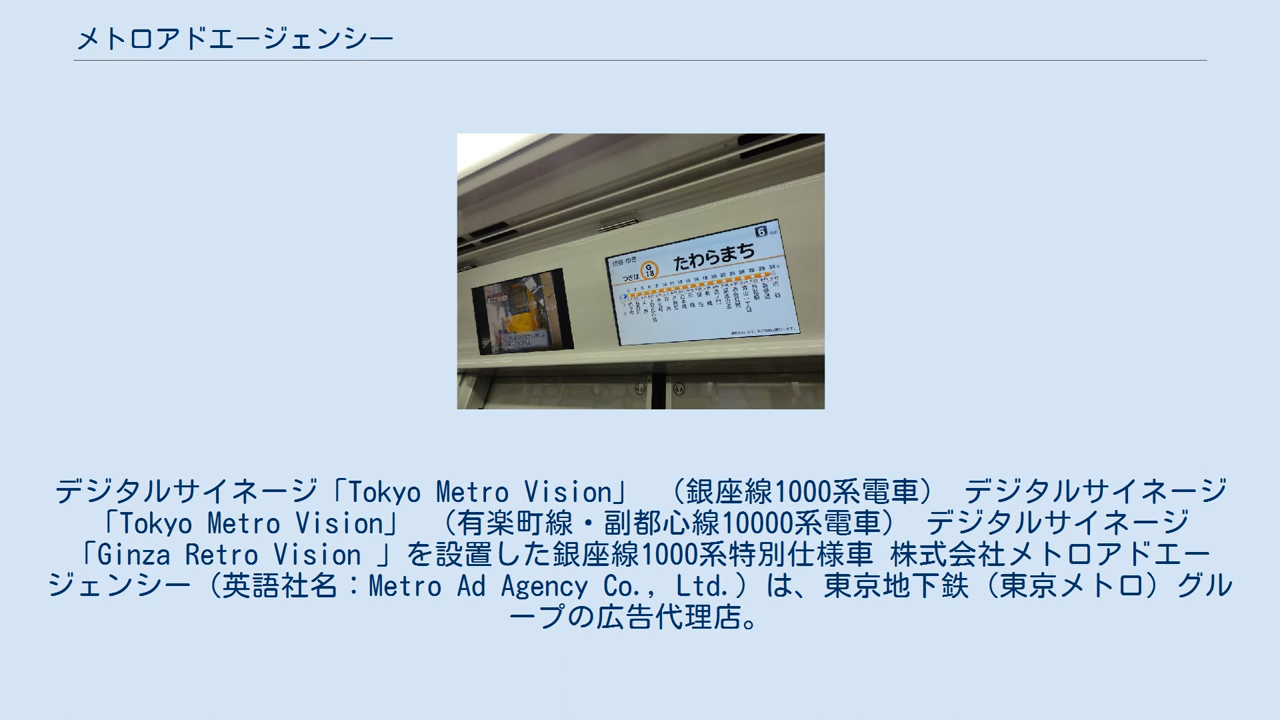 メトロアドエージェンシー
6
つぎは
G
18
たわらまち
デジタルサイネージ「Tokyo Metro Vision」 （銀座線1000系電車） デジタルサイネージ
「Tokyo Metro Vision」 （有楽町線・副都心線10000系電車） デジタルサイネージ
「Ginza Retro Vision 」を設置した銀座線1000系特別仕様車 株式会社メトロアドエー
ジェンシー（英語社名：Metro Ad Agency Co., Ltd.）は、東京地下鉄（東京メトロ）グル
ープの広告代理店。